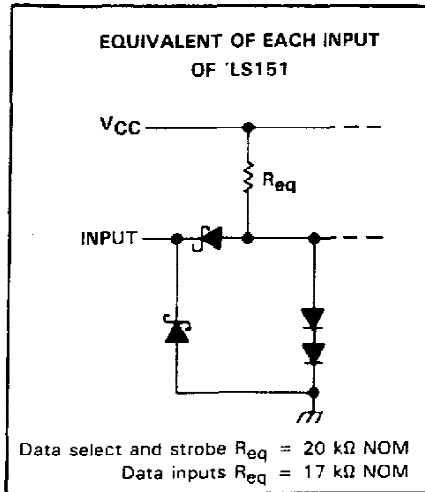 EQUIVALENT OF EACH INPUT
OF 'LS151
VCC
Req
INPUT
Data select and strobe Req = 20 kΩ NOM
Data inputs Req = 17 kΩ NOM